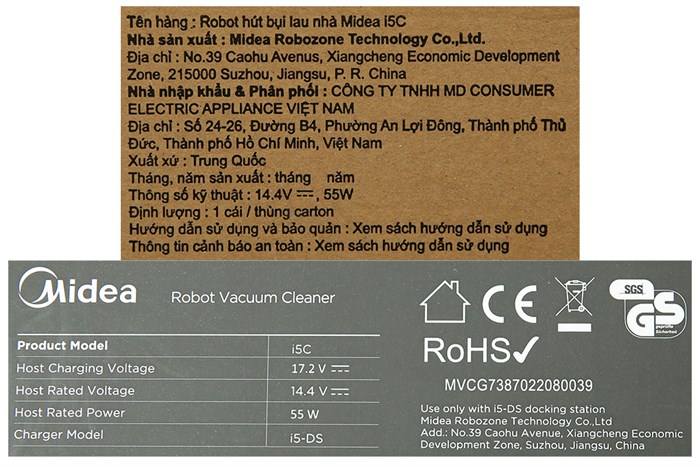 Tên hàng : Robot hút bụi lau nhà Midea i5C
Nhà sản xuất : Midea Robozone Technology Co.,Ltd.
Địa chỉ : No.39 Caohu Avenus, Xiangcheng Economic Development
Zone, 215000 Suzhou, Jiangsu, P. R. China
Nhà nhập khẩu & Phân phối : CÔNG TY TNHH MD CONSUMER
ELECTRIC APPLIANCE VIỆT NAM
Địa chỉ : Số 24-26, Đường B4, Phường An Lợi Đông, Thành phố Thủ
Đức, Thành phố Hồ Chí Minh, Việt Nam
Xuất xứ : Trung Quốc
Tháng, năm sản xuất : tháng năm
Thông số kỹ thuật : 14.4V ⎓, 55W
Định lượng : 1 cái / thùng carton
Hướng dẫn sử dụng và bảo quản : Xem sách hướng dẫn sử dụng
Thông tin cảnh báo an toàn : Xem sách hướng dẫn sử dụng
Midea Robot Vacuum Cleaner
Product Model i5C
Host Charging Voltage 17.2 V ⎓
Host Rated Voltage 14.4 V ⎓
Host Rated Power 55 W
Charger Model i5-DS
CE
SGS
GS
geprüfte
Sicherheit
RoHS✓
MVCG7387022080039
Use only with i5-DS docking station
Midea Robozone Technology Co.,Ltd
Add.: No.39 Caohu Avenus, Xiangcheng Economic
Development Zone, Suzhou, Jiangsu, China